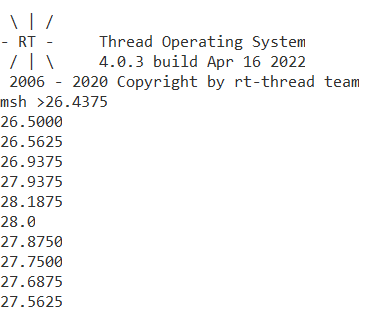 \ | /
- RT -     Thread Operating System
 / | \     4.0.3 build Apr 16 2022
 2006 - 2020 Copyright by rt-thread team
msh >26.4375
26.5000
26.5625
26.9375
27.9375
28.1875
28.0
27.8750
27.7500
27.6875
27.5625